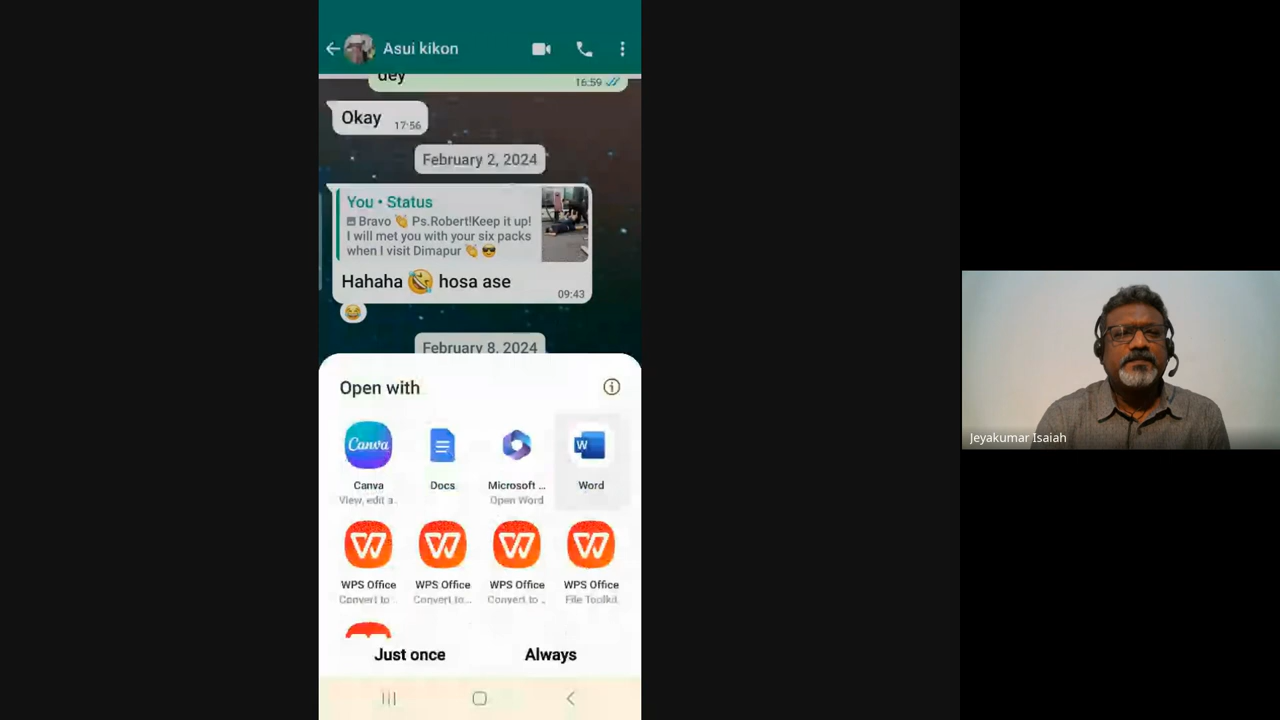 Asui kikon
dey
16:59
Okay 17:56
February 2, 2024
You • Status
Bravo 👏 Ps.Robert!Keep it up!
I will met you with your six packs
when I visit Dimapur 👏 😎
Hahaha 🤣 hosa ase
09:43
😂
February 8, 2024
Open with
Canva
Canva Docs Microsoft ... Word
View, edit a.. Open Word
WPS Office WPS Office WPS Office WPS Office
Convert to .. Convert to... Convert to .. File Toolkit
Just once Always
Jeyakumar Isaiah